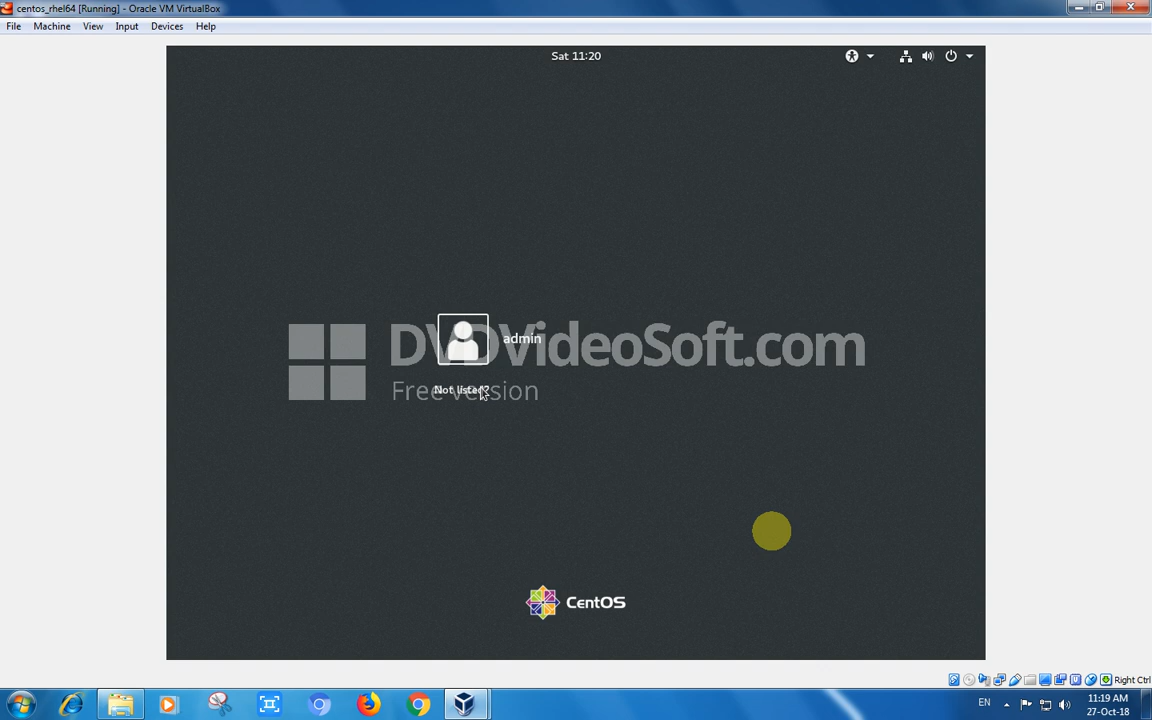 centos_rhel64 [Running] - Oracle VM VirtualBox
File Machine View Input Devices Help
Sat 11:20
admin
DVDVideoSoft.com
Not listed?
Free version
CentOS
Right Ctrl
EN
11:19 AM
27-Oct-18